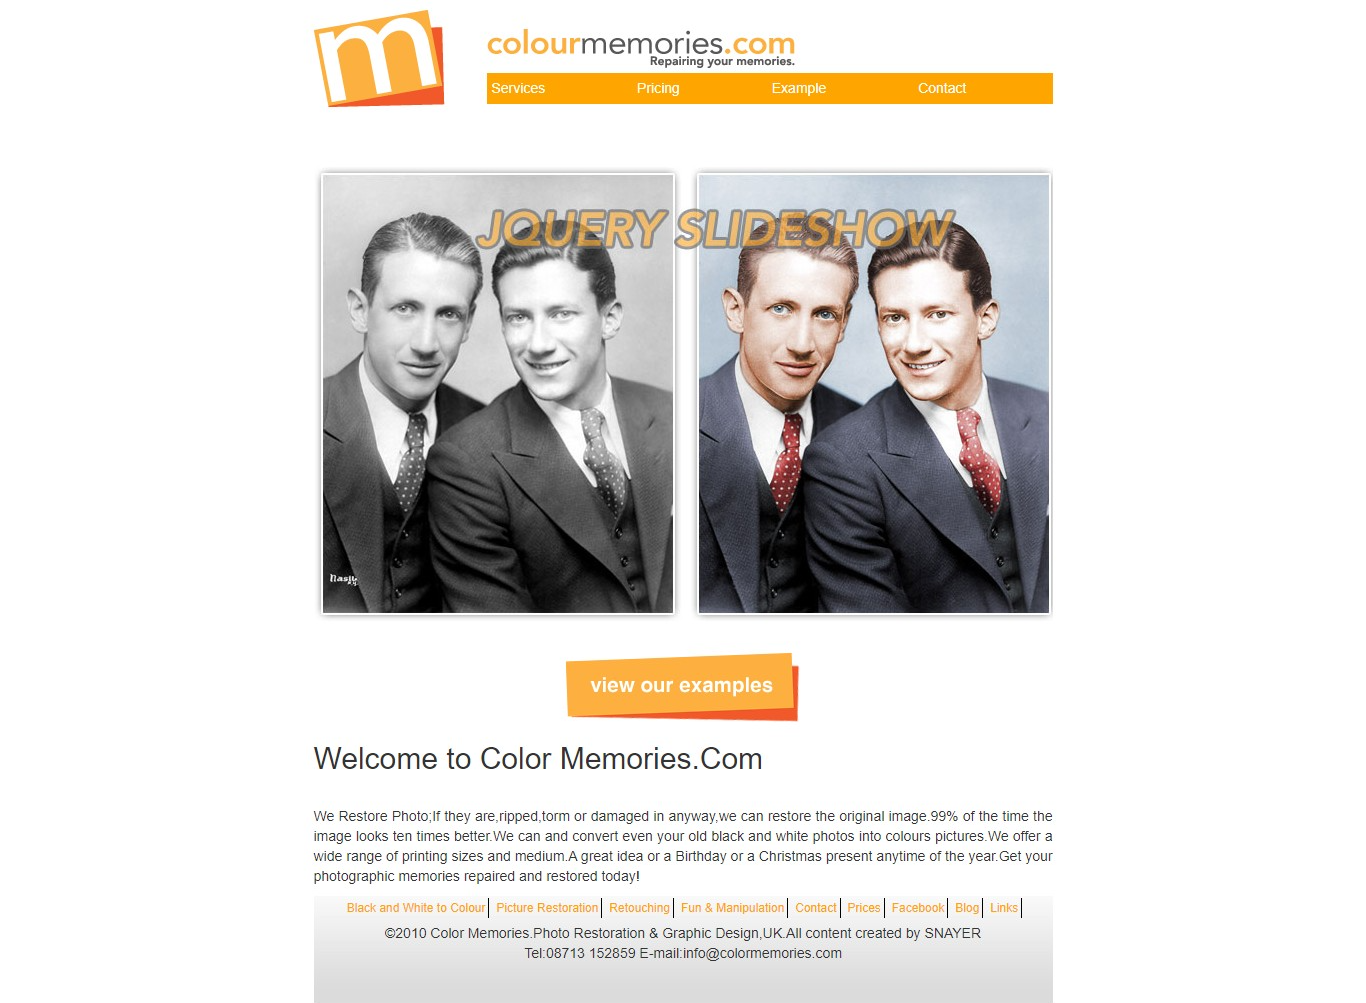 m
colourmemories.com
Repairing your memories.
Services Pricing Example Contact
JQUERY SLIDESHOW
view our examples
Welcome to Color Memories.Com
We Restore Photo;If they are,ripped,torm or damaged in anyway,we can restore the original image.99% of the time the
image looks ten times better.We can and convert even your old black and white photos into colours pictures.We offer a
wide range of printing sizes and medium.A great idea or a Birthday or a Christmas present anytime of the year.Get your
photographic memories repaired and restored today!
Black and White to Colour Picture Restoration Retouching Fun & Manipulation Contact Prices Facebook Blog Links
©2010 Color Memories.Photo Restoration & Graphic Design,UK.All content created by SNAYER
Tel:08713 152859 E-mail:info@colormemories.com